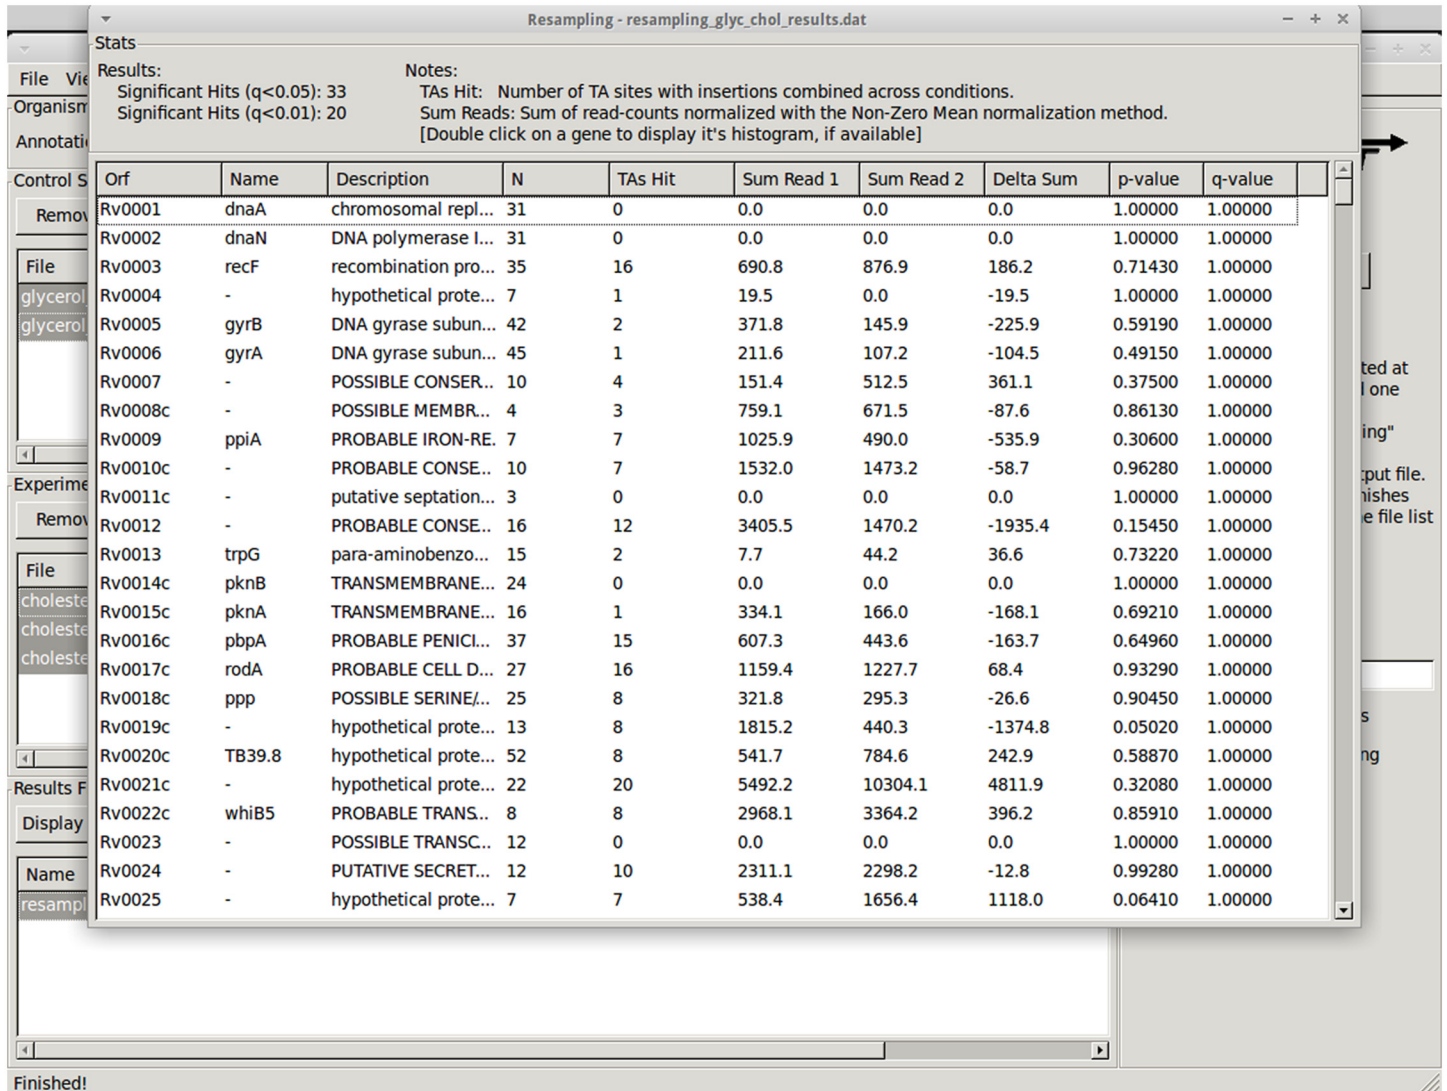 Resampling - resampling_glyc_chol_results.dat
Stats
Results:
Significant Hits (q<0.05): 33
Significant Hits (q<0.01): 20
Notes:
TAs Hit: Number of TA sites with insertions combined across conditions.
Sum Reads: Sum of read-counts normalized with the Non-Zero Mean normalization method.
[Double click on a gene to display it's histogram, if available]
Orf Name Description N TAs Hit Sum Read 1 Sum Read 2 Delta Sum p-value q-value
Rv0001 dnaA chromosomal repl... 31 0 0.0 0.0 0.0 1.00000 1.00000
Rv0002 dnaN DNA polymerase I... 31 0 0.0 0.0 0.0 1.00000 1.00000
Rv0003 recF recombination pro... 35 16 690.8 876.9 186.2 0.71430 1.00000
Rv0004 - hypothetical prote... 7 1 19.5 0.0 -19.5 1.00000 1.00000
Rv0005 gyrB DNA gyrase subun... 42 2 371.8 145.9 -225.9 0.59190 1.00000
Rv0006 gyrA DNA gyrase subun... 45 1 211.6 107.2 -104.5 0.49150 1.00000
Rv0007 - POSSIBLE CONSER... 10 4 151.4 512.5 361.1 0.37500 1.00000
Rv0008c - POSSIBLE MEMBR... 4 3 759.1 671.5 -87.6 0.86130 1.00000
Rv0009 ppiA PROBABLE IRON-RE. 7 7 1025.9 490.0 -535.9 0.30600 1.00000
Rv0010c - PROBABLE CONSE... 10 7 1532.0 1473.2 -58.7 0.96280 1.00000
Rv0011c - putative septation... 3 0 0.0 0.0 0.0 1.00000 1.00000
Rv0012 - PROBABLE CONSE... 16 12 3405.5 1470.2 -1935.4 0.15450 1.00000
Rv0013 trpG para-aminobenzo... 15 2 7.7 44.2 36.6 0.73220 1.00000
Rv0014c pknB TRANSMEMBRANE... 24 0 0.0 0.0 0.0 1.00000 1.00000
Rv0015c pknA TRANSMEMBRANE... 16 1 334.1 166.0 -168.1 0.69210 1.00000
Rv0016c pbpA PROBABLE PENICI... 37 15 607.3 443.6 -163.7 0.64960 1.00000
Rv0017c rodA PROBABLE CELL D... 27 16 1159.4 1227.7 68.4 0.93290 1.00000
Rv0018c ppp POSSIBLE SERINE/... 25 8 321.8 295.3 -26.6 0.90450 1.00000
Rv0019c - hypothetical prote... 13 8 1815.2 440.3 -1374.8 0.05020 1.00000
Rv0020c TB39.8 hypothetical prote... 52 8 541.7 784.6 242.9 0.58870 1.00000
Rv0021c - hypothetical prote... 22 20 5492.2 10304.1 4811.9 0.32080 1.00000
Rv0022c whiB5 PROBABLE TRANS... 8 8 2968.1 3364.2 396.2 0.85910 1.00000
Rv0023 - POSSIBLE TRANSC... 12 0 0.0 0.0 0.0 1.00000 1.00000
Rv0024 - PUTATIVE SECRET... 12 10 2311.1 2298.2 -12.8 0.99280 1.00000
Rv0025 - hypothetical prote... 7 7 538.4 1656.4 1118.0 0.06410 1.00000
File Vie
Organism
Annotati
Control S
Remov
File
glycerol
glycerol
Experime
Remov
File
choleste
choleste
choleste
Results F
Display
Name
resampl
ted at
one
ing"
tput file.
nishes
e file list
s
ng
Finished!